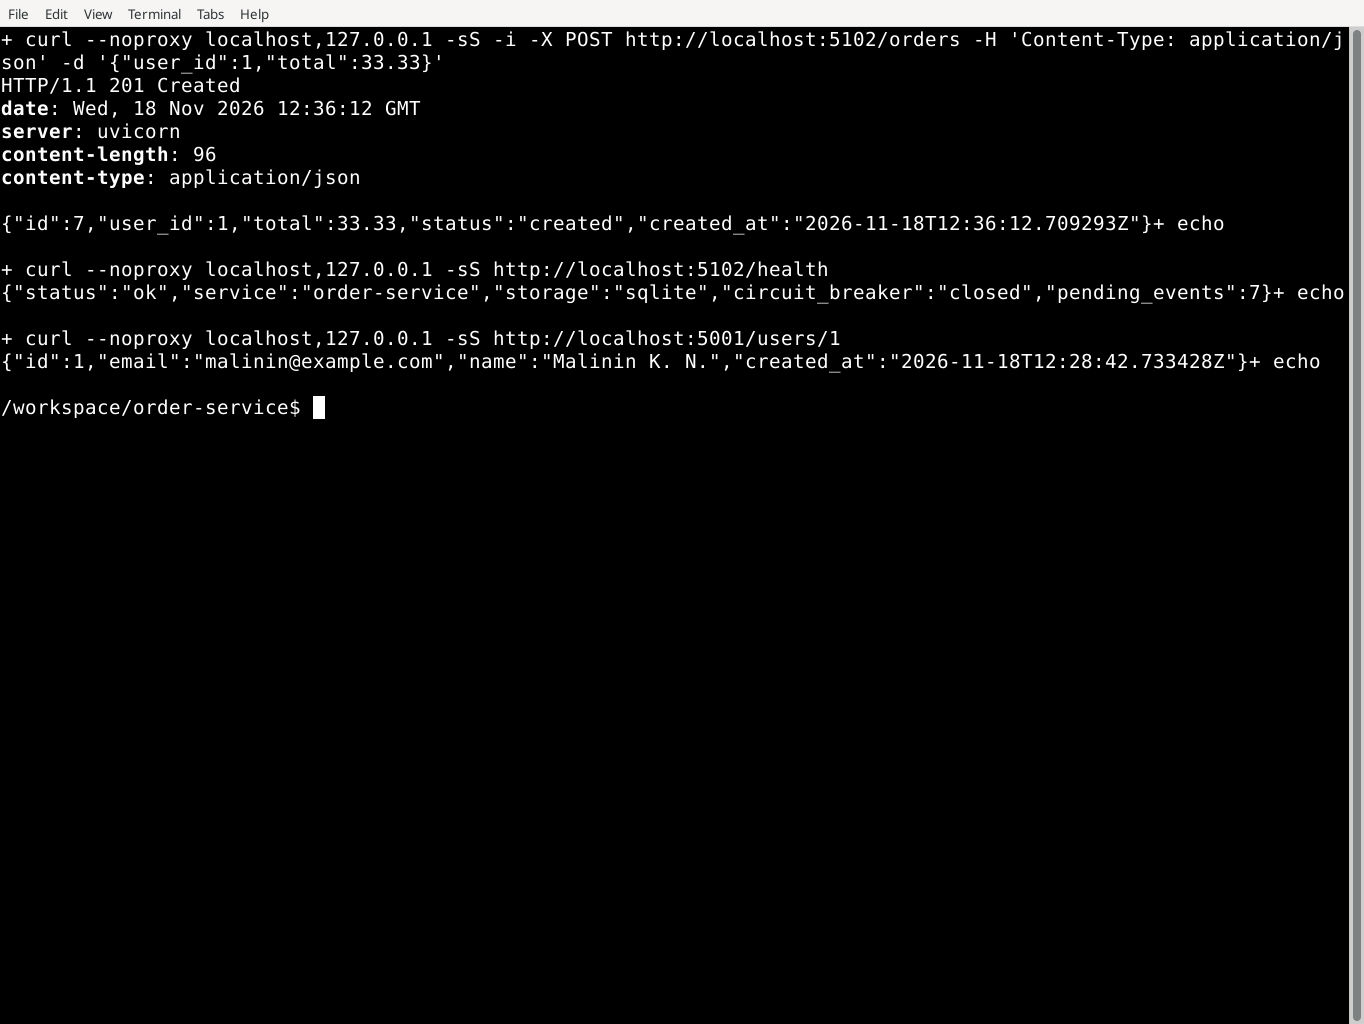 File Edit View Terminal Tabs Help
+ curl --noproxy localhost,127.0.0.1 -sS -i -X POST http://localhost:5102/orders -H 'Content-Type: application/j
son' -d '{"user_id":1,"total":33.33}'
HTTP/1.1 201 Created
date: Wed, 18 Nov 2026 12:36:12 GMT
server: uvicorn
content-length: 96
content-type: application/json
{"id":7,"user_id":1,"total":33.33,"status":"created","created_at":"2026-11-18T12:36:12.709293Z"}+ echo
+ curl --noproxy localhost,127.0.0.1 -sS http://localhost:5102/health
{"status":"ok","service":"order-service","storage":"sqlite","circuit_breaker":"closed","pending_events":7}+ echo
+ curl --noproxy localhost,127.0.0.1 -sS http://localhost:5001/users/1
{"id":1,"email":"malinin@example.com","name":"Malinin K. N.","created_at":"2026-11-18T12:28:42.733428Z"}+ echo
/workspace/order-service$